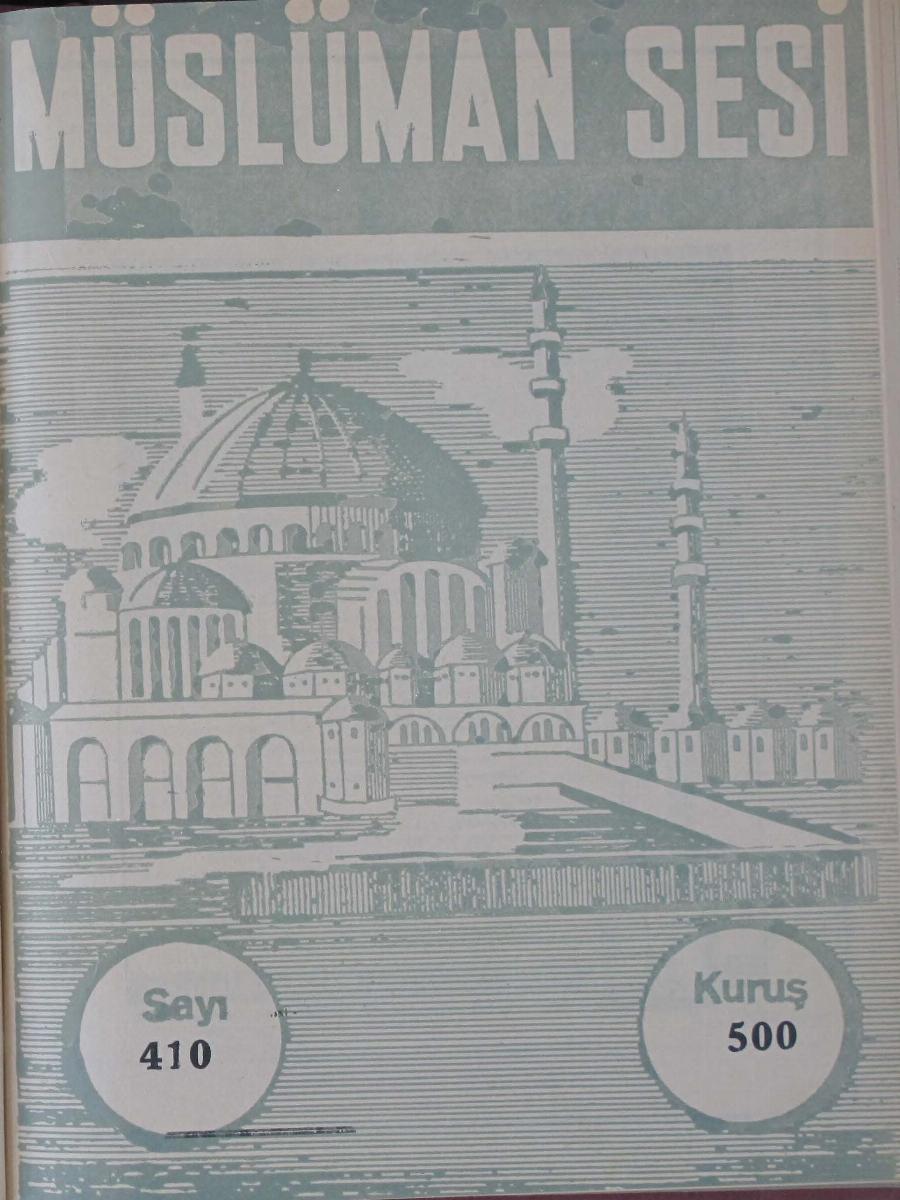 MÜSLÜMAN SESİ
Sayı
410
Kuruş
500